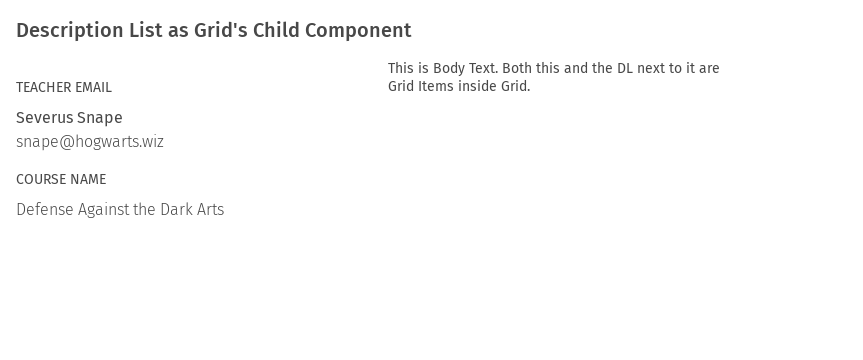 Description List as Grid's Child Component
TEACHER EMAIL
Severus Snape
snape@hogwarts.wiz
COURSE NAME
Defense Against the Dark Arts
This is Body Text. Both this and the DL next to it are
Grid Items inside Grid.